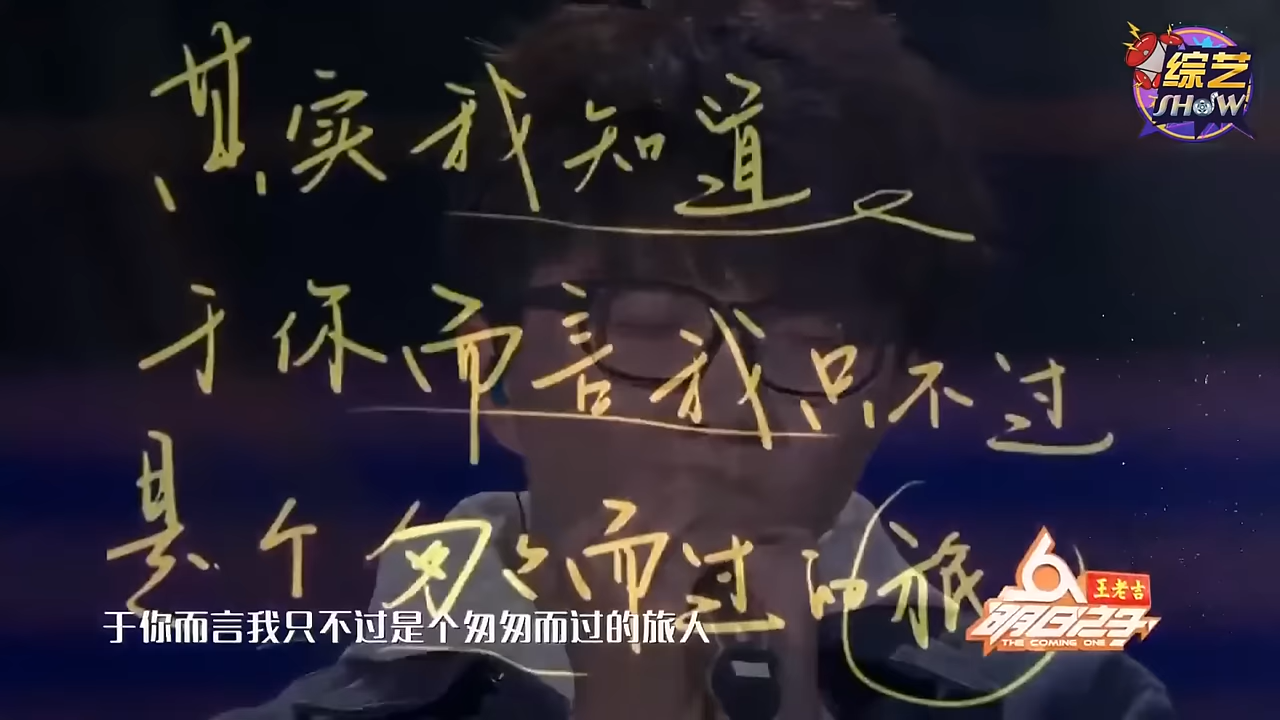 综艺
SHOW
其实我知道
于你而言我只不过
是个匆々而过的旅
于你而言我只不过是个匆匆而过的旅人
王老吉
明日之子
THE COMING ONE